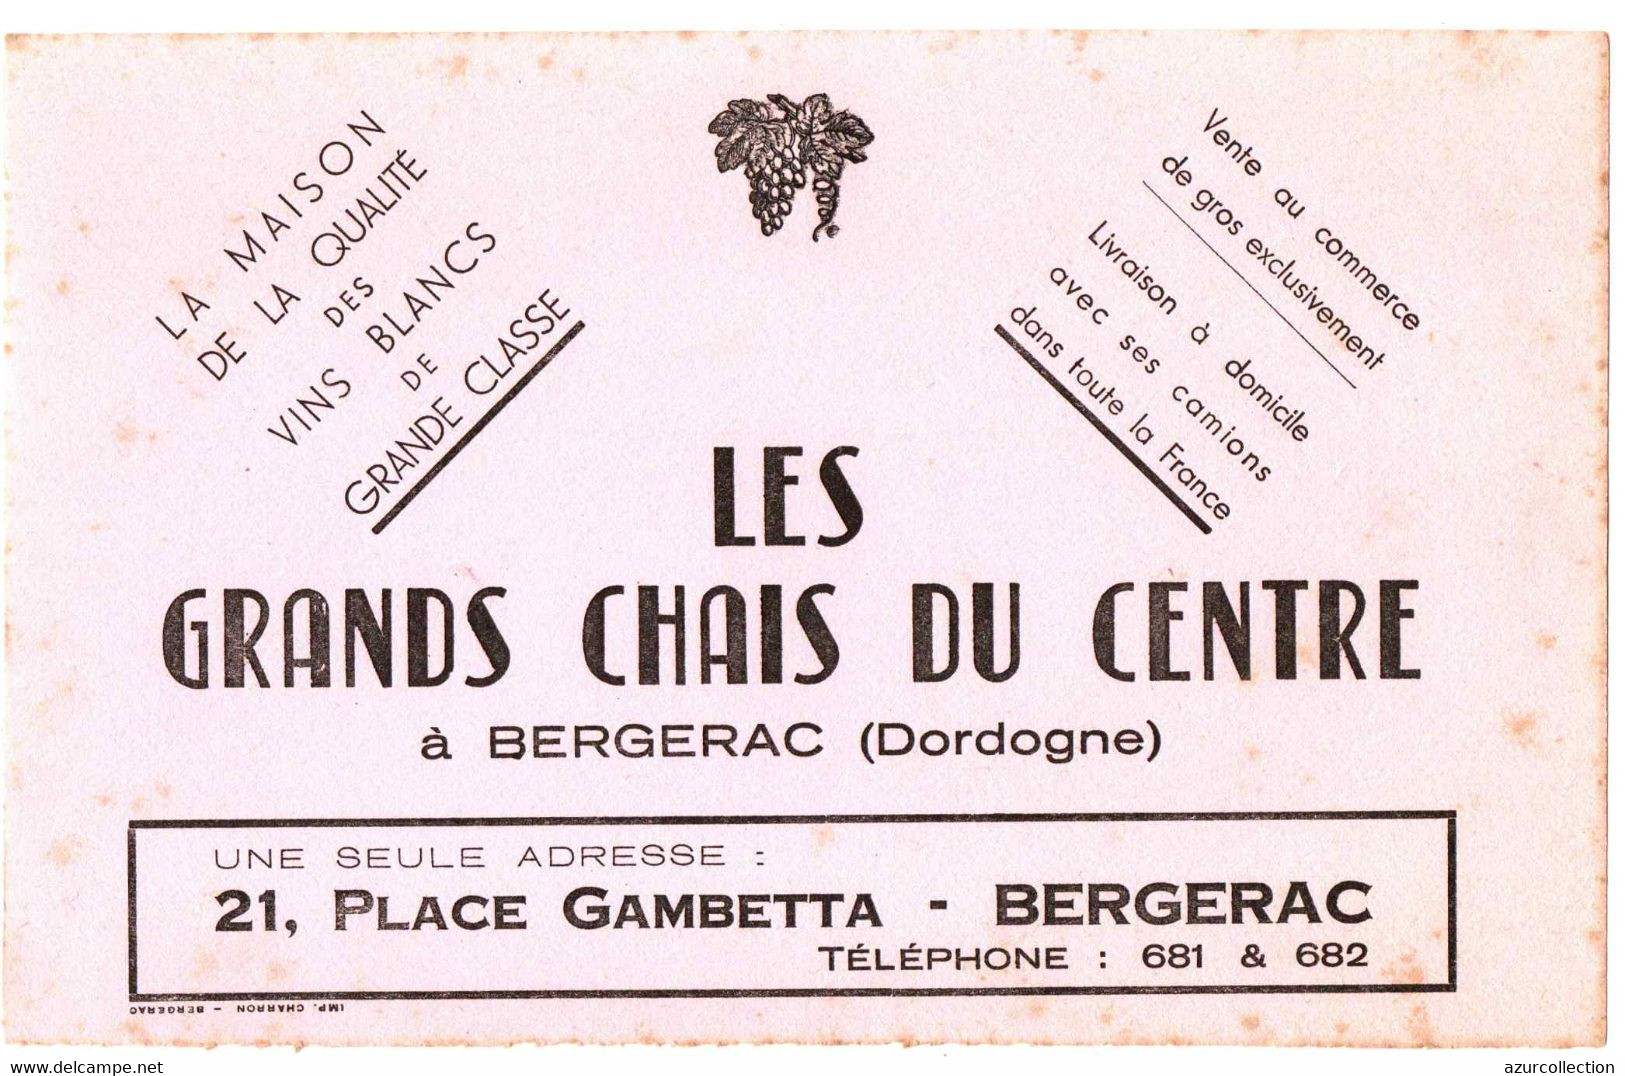 LA MAISON
DE LA QUALITÉ
DES
VINS BLANCS
DE
GRANDE CLASSE
Vente au commerce
de gros exclusivement
Livraison à domicile
avec ses camions
dans toute la France
LES
GRANDS CHAIS DU CENTRE
à BERGERAC (Dordogne)
UNE SEULE ADRESSE :
21, PLACE GAMBETTA - BERGERAC
TÉLÉPHONE : 681 & 682
IMP. CHARRON - BERGERAC
www.delcampe.net
azurcollection